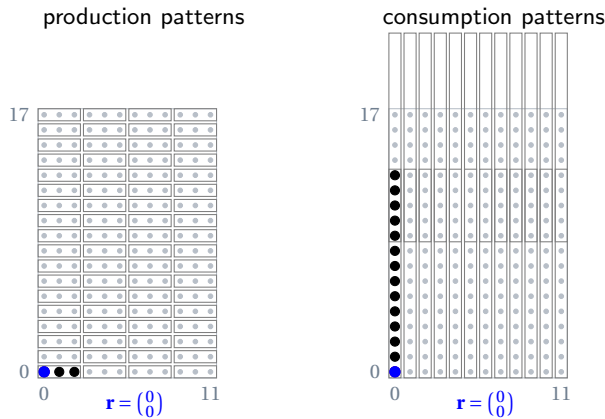 production patterns
consumption patterns
17
17
0
0
0
11
0
11
r = (0 0)
r = (0 0)